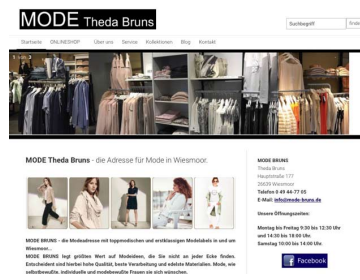 MODE Theda Bruns
Suchbegriff
Startseite ONLINESHOP Über uns Service Kollektionen Blog Kontakt
MODE Theda Bruns - die Adresse für Mode in Wiesmoor.
MODE BRUNS - die Modeadresse mit topmodischen und erstklassigen Modelabels in und um
Wiesmoor...
MODE BRUNS legt größten Wert auf Modeideen, die Sie nicht an jeder Ecke finden.
Entscheidend sind hierbei hohe Qualität, beste Verarbeitung und edelste Materialien. Mode, wie
selbstbewußte, individuelle und modebewußte Frauen sie sich wünschen.
MODE BRUNS
Theda Bruns
Hauptstraße 177
26639 Wiesmoor
Telefon 0 49 44-77 05
E-Mail: info@mode-bruns.de
Unsere Öffnungszeiten:
Montag bis Freitag 9:30 bis 12:30 Uhr
und 14:30 bis 18:00 Uhr.
Samstag 10:00 bis 14:00 Uhr.
Facebook